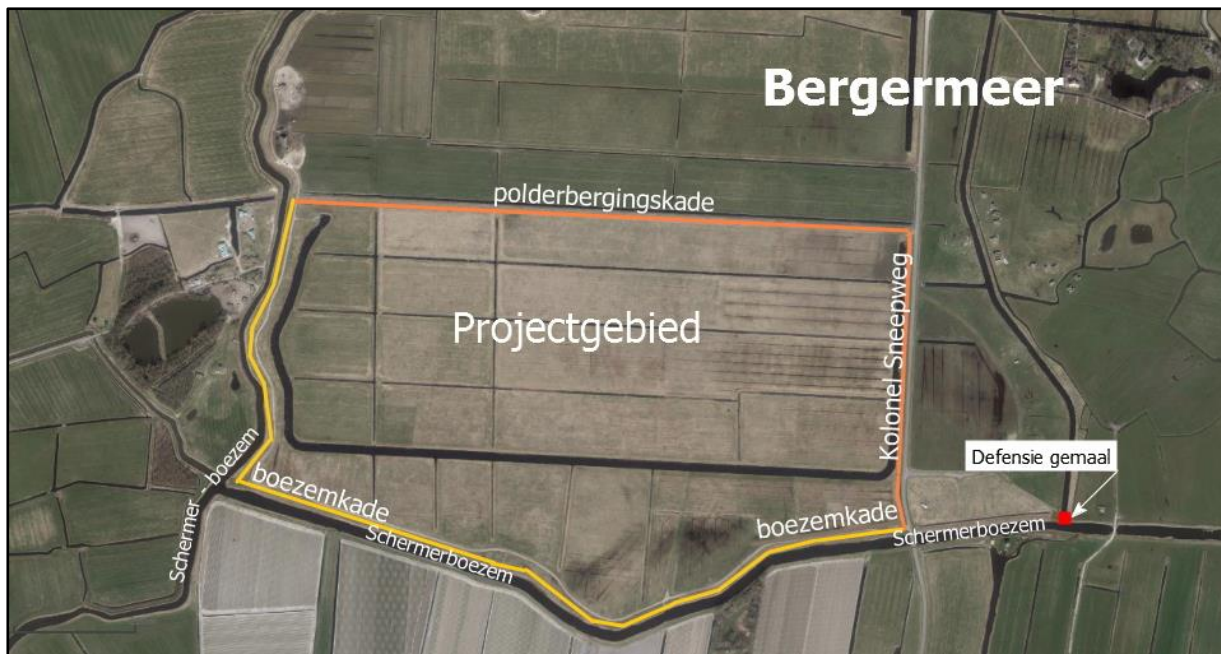 Bergermeer
polderbergingskade
Projectgebied
Kolonel Sneepweg
Defensie gemaal
Schermer - boezem
boezemkade
Schermerboezem
boezemkade
Schermerboezem